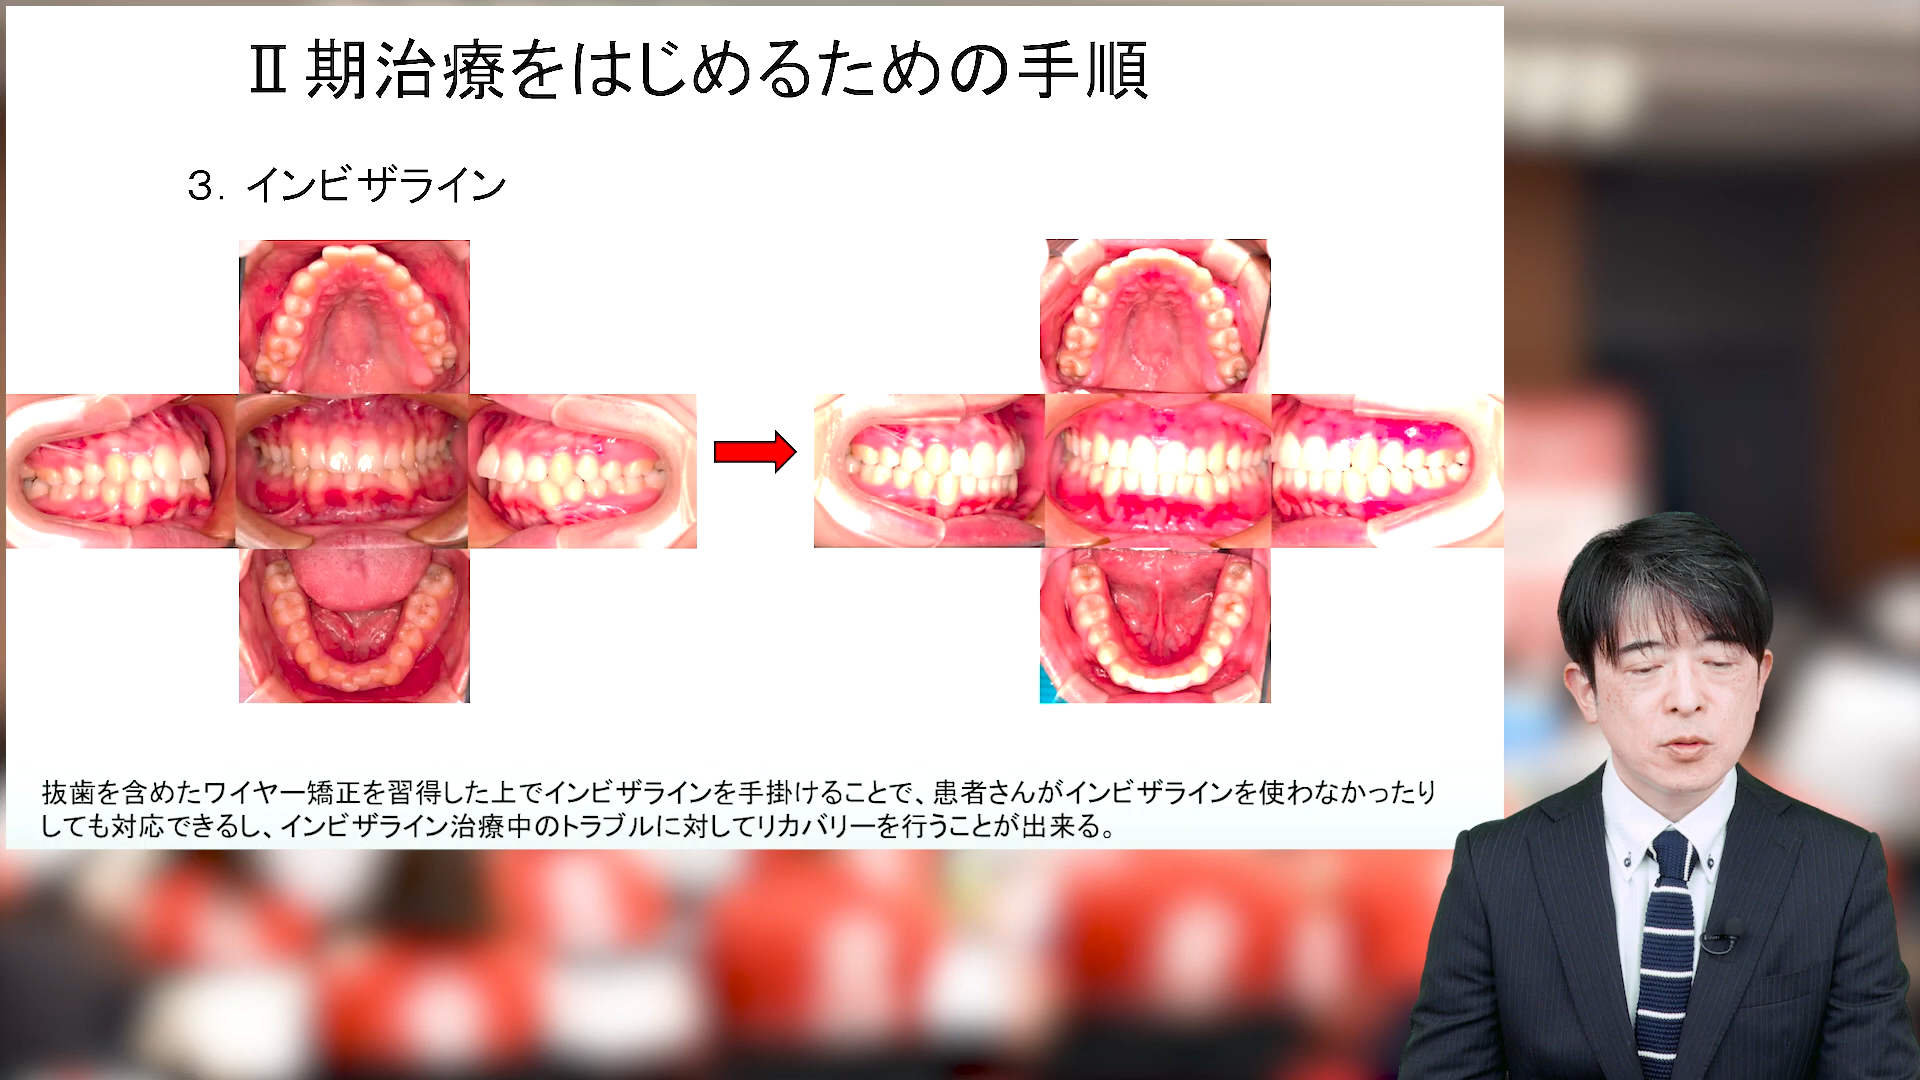 Ⅱ期治療をはじめるための手順
３．インビザライン
抜歯を含めたワイヤー矯正を習得した上でインビザラインを手掛けることで、患者さんがインビザラインを使わなかったり
しても対応できるし、インビザライン治療中のトラブルに対してリカバリーを行うことが出来る。